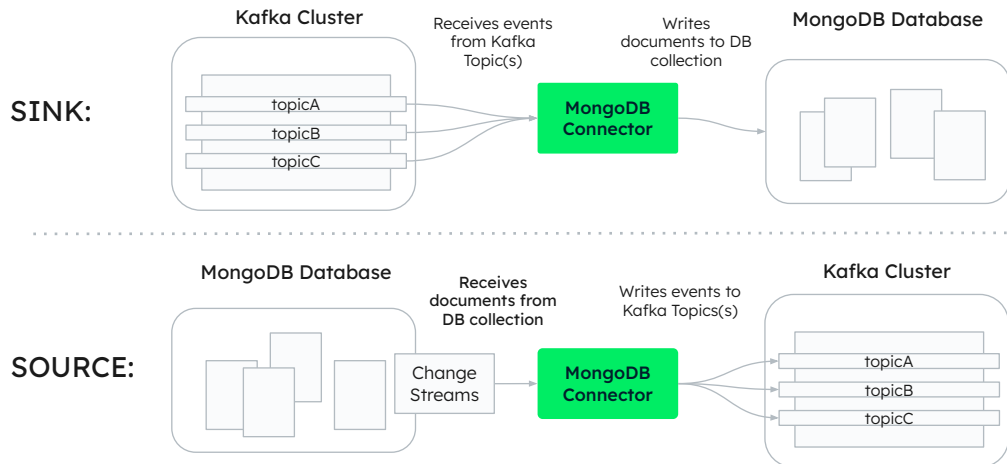 Kafka Cluster
Receives events
from Kafka
Topic(s)
Writes
documents to DB
collection
MongoDB Database
SINK:
topicA
topicB
topicC
MongoDB
Connector
MongoDB Database
Receives
documents from
DB collection
Writes events to
Kafka Topics(s)
Kafka Cluster
SOURCE:
Change
Streams
MongoDB
Connector
topicA
topicB
topicC